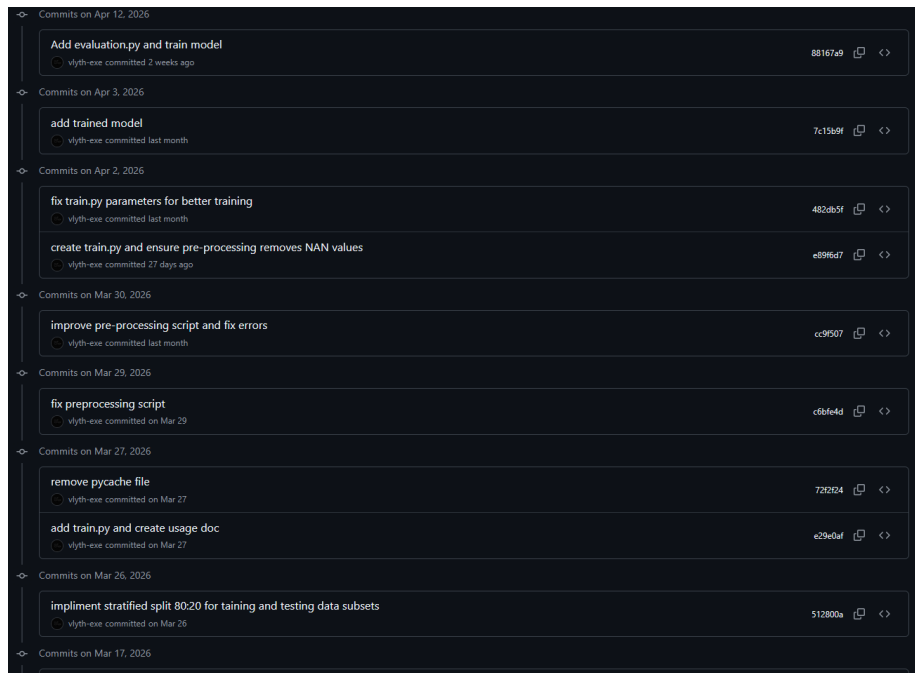 Commits on Apr 12, 2026
Add evaluation.py and train model
88167a9
vlyth-exe committed 2 weeks ago
Commits on Apr 3, 2026
add trained model
7c15b9f
vlyth-exe committed last month
Commits on Apr 2, 2026
fix train.py parameters for better training
482db5f
vlyth-exe committed last month
create train.py and ensure pre-processing removes NAN values
e89f6d7
vlyth-exe committed 27 days ago
Commits on Mar 30, 2026
improve pre-processing script and fix errors
cc9f507
vlyth-exe committed last month
Commits on Mar 29, 2026
fix preprocessing script
c6bfe4d
vlyth-exe committed on Mar 29
Commits on Mar 27, 2026
remove pycache file
72f2f24
vlyth-exe committed on Mar 27
add train.py and create usage doc
e29e0af
vlyth-exe committed on Mar 27
Commits on Mar 26, 2026
impliment stratified split 80:20 for taining and testing data subsets
512800a
vlyth-exe committed on Mar 26
Commits on Mar 17, 2026